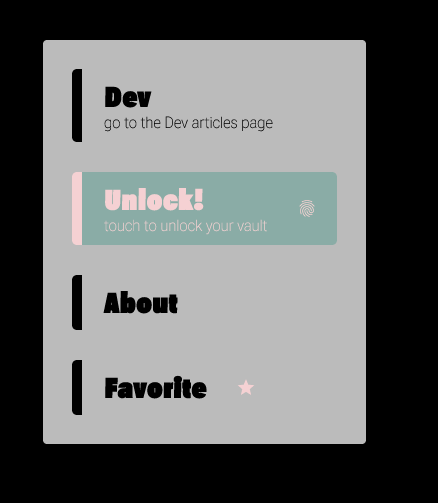 Dev
go to the Dev articles page
Unlock!
touch to unlock your vault
About
Favorite